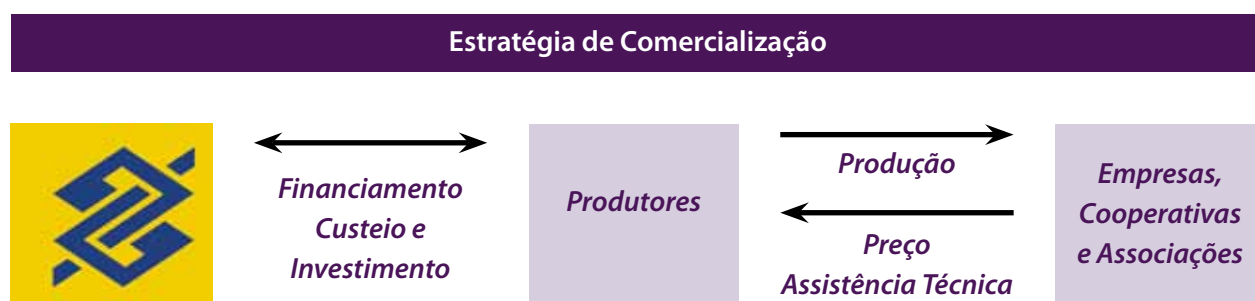 Estratégia de Comercialização
Financiamento
Custeio e
Investimento
Produtores
Produção
Preço
Assistência Técnica
Empresas,
Cooperativas
e Associações